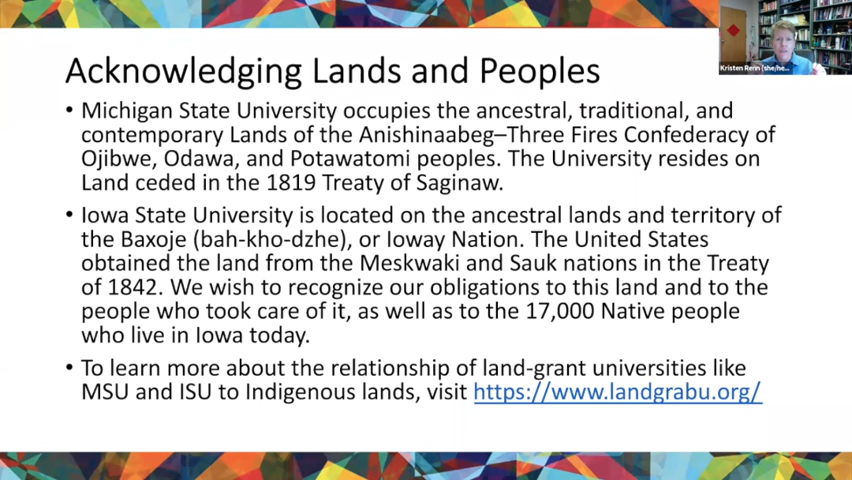 Acknowledging Lands and Peoples
• Michigan State University occupies the ancestral, traditional, and
contemporary Lands of the Anishinaabeg–Three Fires Confederacy of
Ojibwe, Odawa, and Potawatomi peoples. The University resides on
Land ceded in the 1819 Treaty of Saginaw.
• Iowa State University is located on the ancestral lands and territory of
the Baxoje (bah-kho-dzhe), or Ioway Nation. The United States
obtained the land from the Meskwaki and Sauk nations in the Treaty
of 1842. We wish to recognize our obligations to this land and to the
people who took care of it, as well as to the 17,000 Native people
who live in Iowa today.
• To learn more about the relationship of land-grant universities like
MSU and ISU to Indigenous lands, visit https://www.landgrabu.org/
Kristen Renn (she/he...